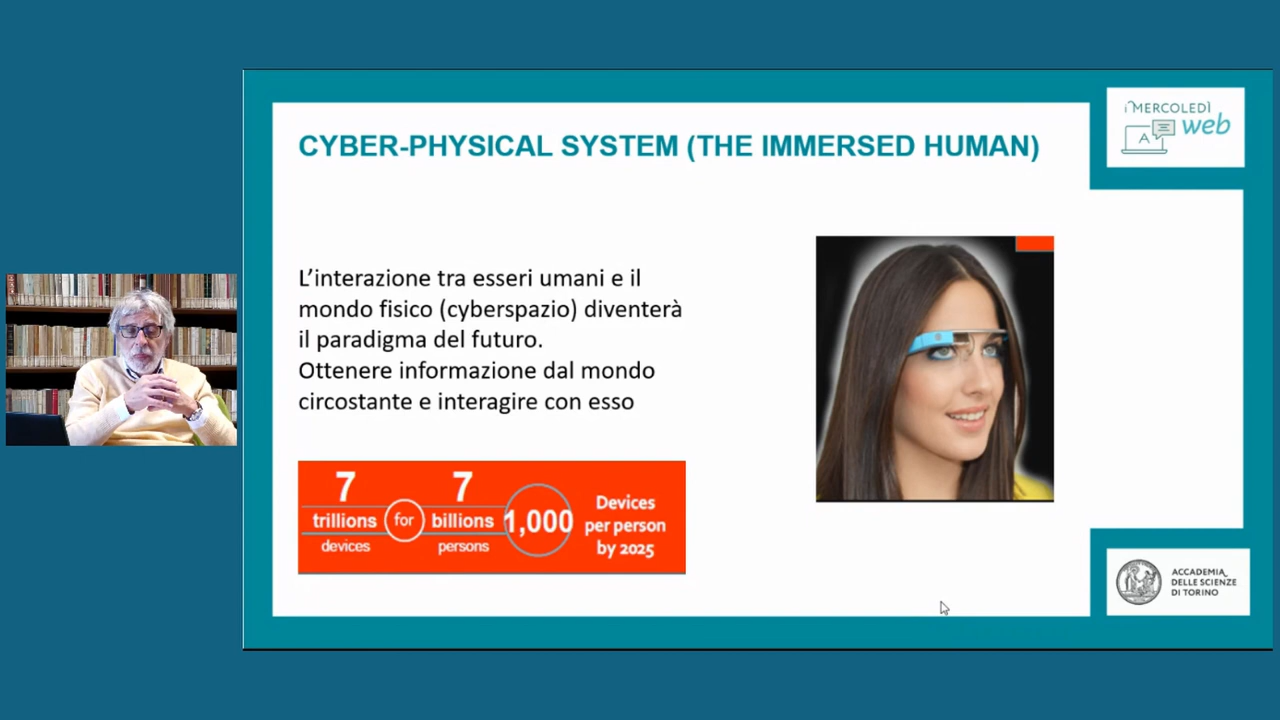 CYBER-PHYSICAL SYSTEM (THE IMMERSED HUMAN)
L’interazione tra esseri umani e il
mondo fisico (cyberspazio) diventerà
il paradigma del futuro.
Ottenere informazione dal mondo
circostante e interagire con esso
7
trillions
devices
for
7
billions
persons
1,000
Devices
per person
by 2025
i MERCOLEDÌ
A
web
ACCADEMIA
DELLE SCIENZE
DI TORINO